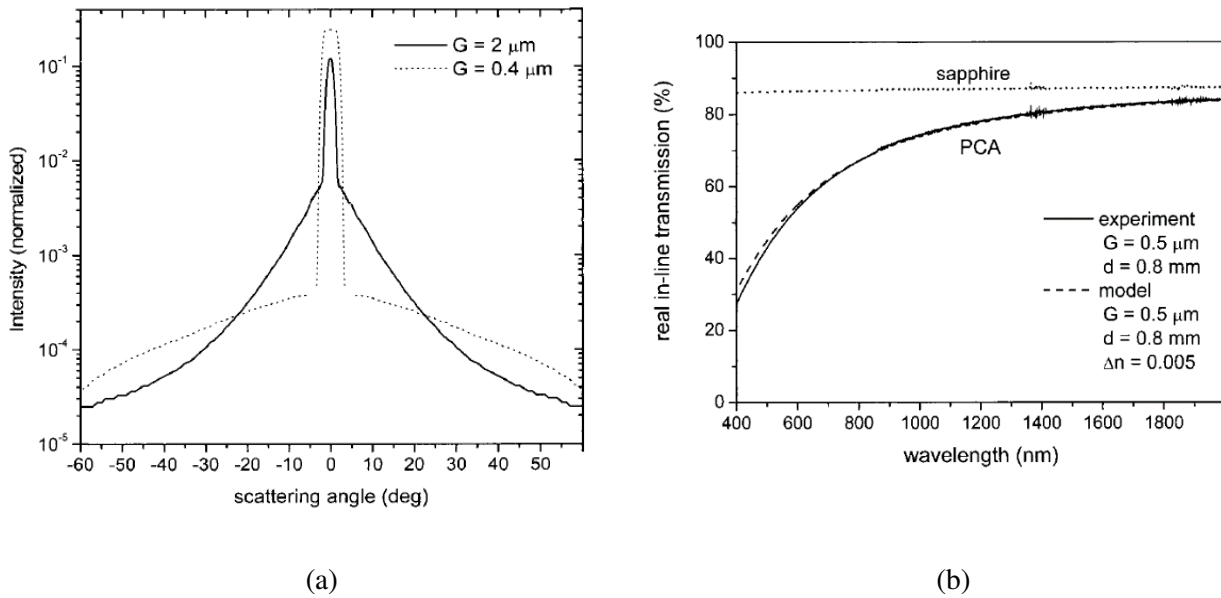 G = 2 μm
G = 0.4 μm
Intensity (normalized)
10⁻¹
10⁻²
10⁻³
10⁻⁴
10⁻⁵
-60 -50 -40 -30 -20 -10 0 10 20 30 40 50
scattering angle (deg)
(a)
real in-line transmission (%)
100
80
60
40
20
0
sapphire
PCA
experiment
G = 0.5 μm
d = 0.8 mm
model
G = 0.5 μm
d = 0.8 mm
Δn = 0.005
400 600 800 1000 1200 1400 1600 1800
wavelength (nm)
(b)